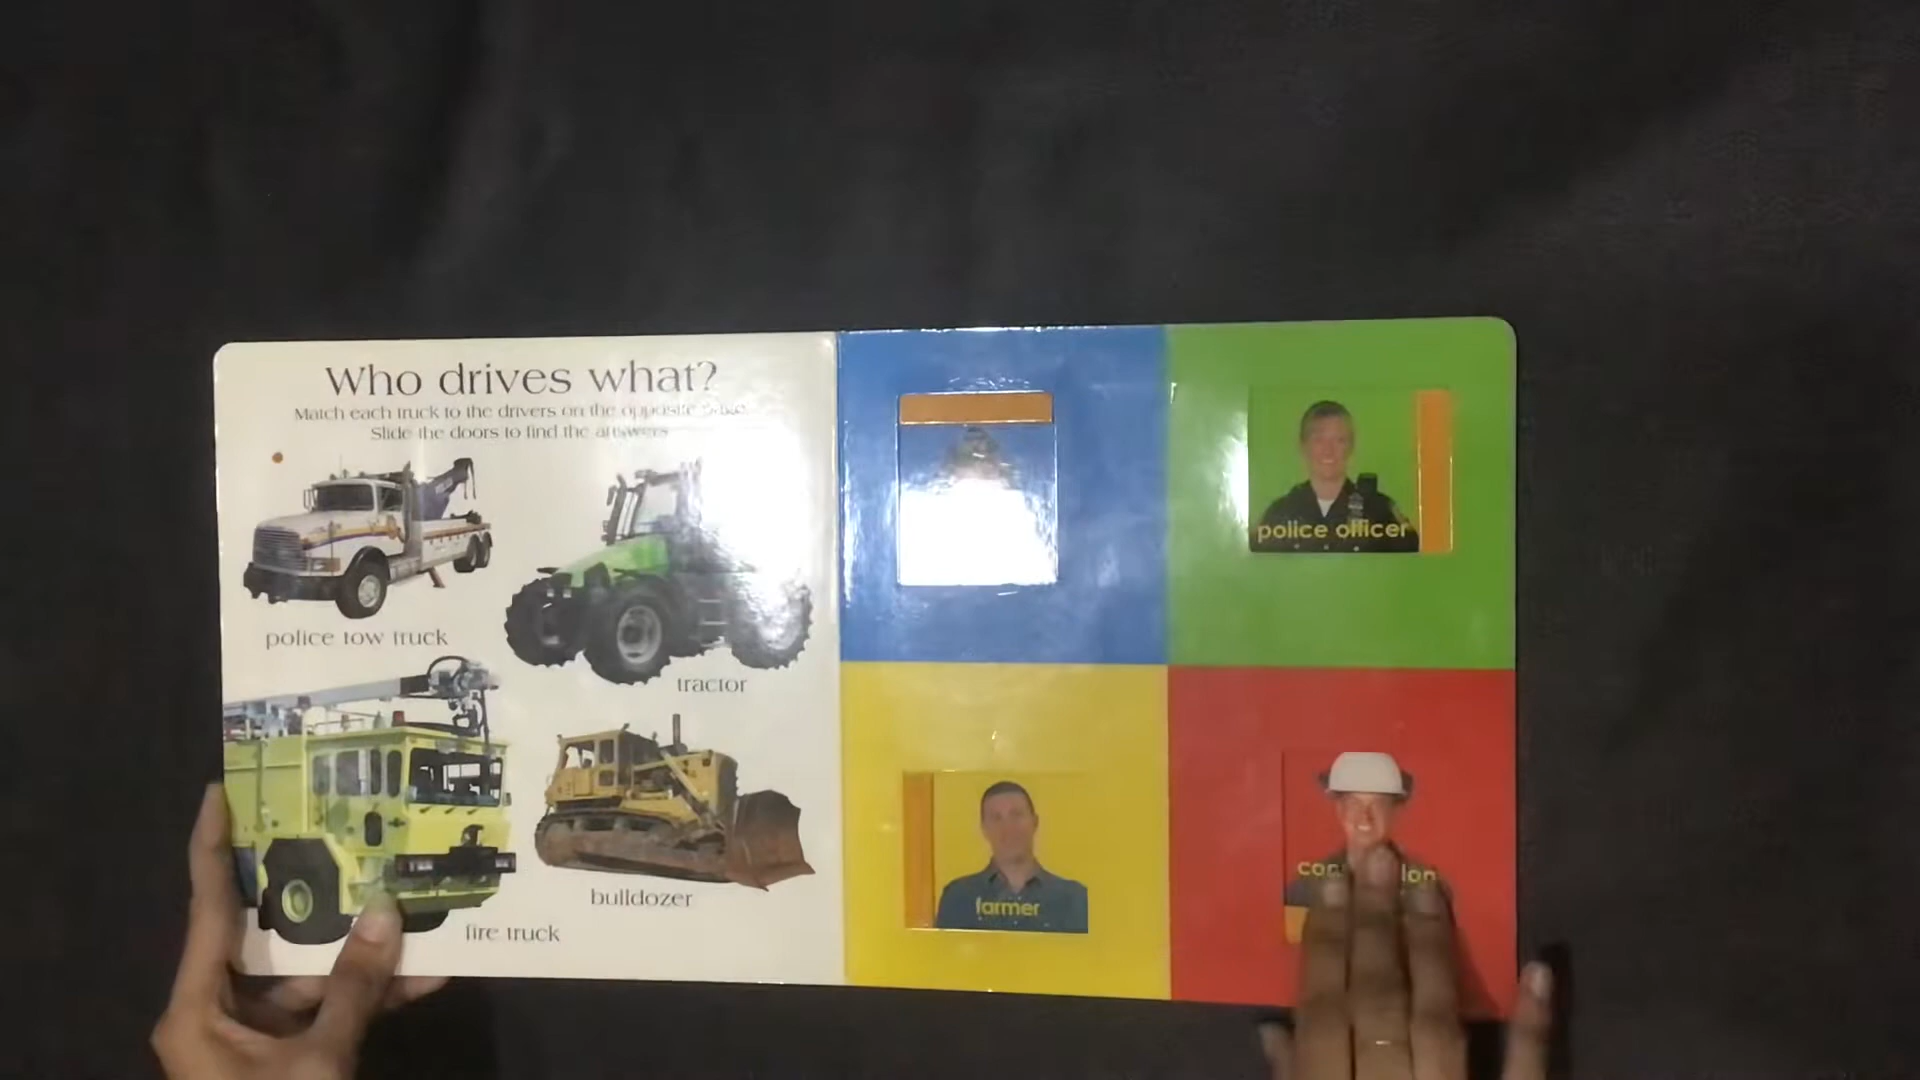 Who drives what?
Match each truck to the drivers on the opposite
Slide the doors to find the answers
police tow truck
tractor
fire truck
bulldozer
police officer
farmer